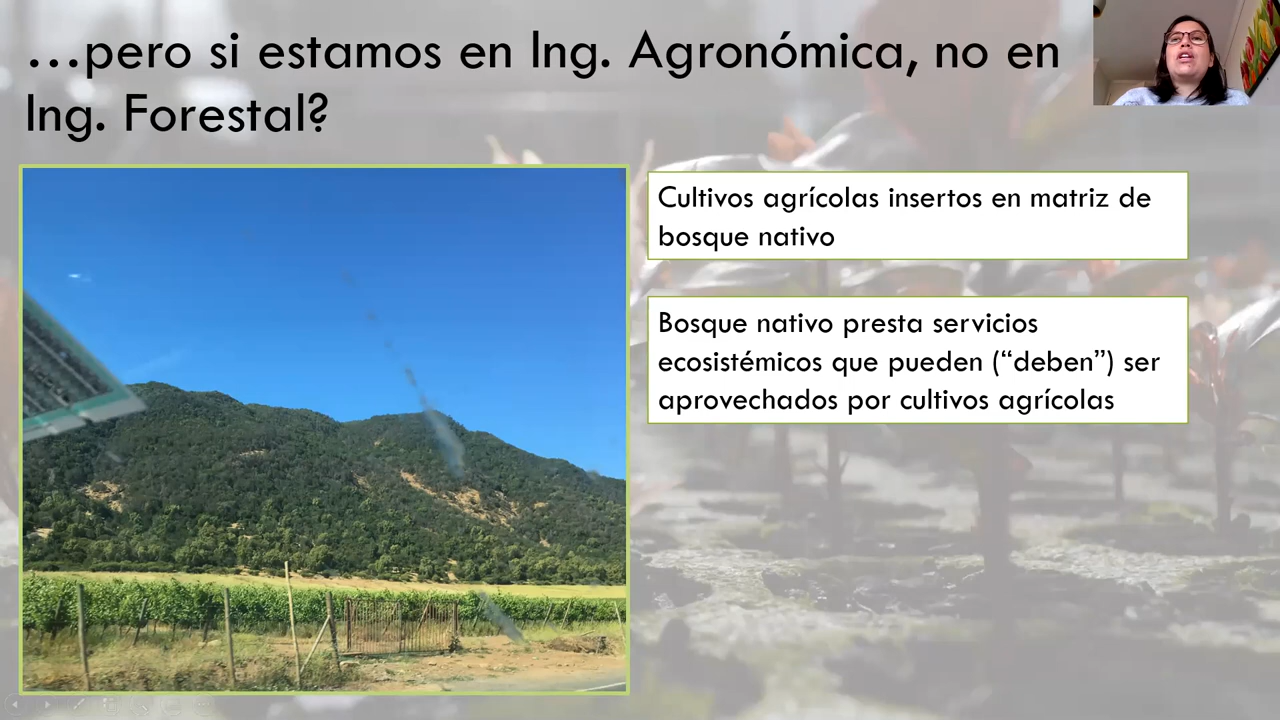 …pero si estamos en Ing. Agronómica, no en
Ing. Forestal?
Cultivos agrícolas insertos en matriz de
bosque nativo
Bosque nativo presta servicios
ecosistémicos que pueden (“deben”) ser
aprovechados por cultivos agrícolas